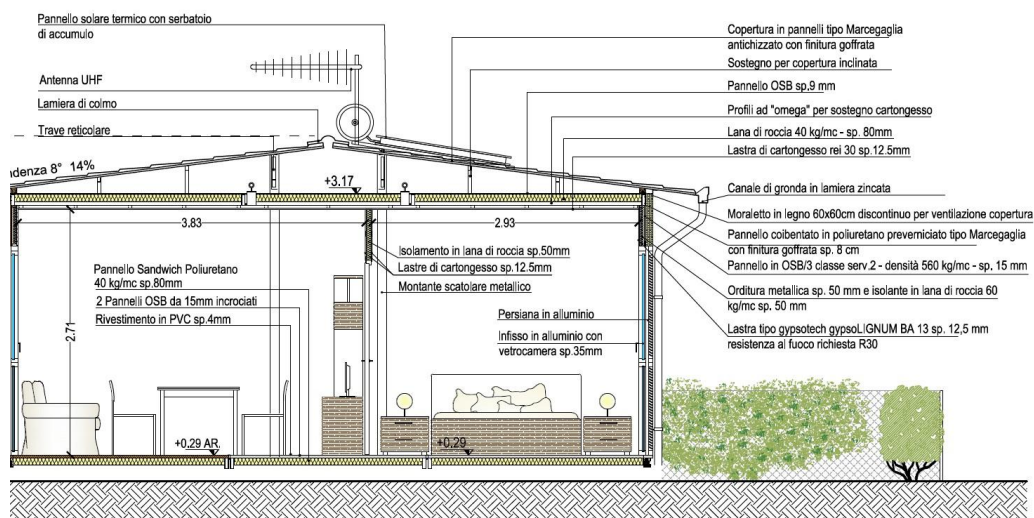 Pannello solare termico con serbatoio
di accumulo
Antenna UHF
Lamiera di colmo
Trave reticolare
ndenza 8° 14%
Copertura in pannelli tipo Marcegaglia
antichizzato con finitura goffrata
Sostegno per copertura inclinata
Pannello OSB sp.9 mm
Profili ad "omega" per sostegno cartongesso
Lana di roccia 40 kg/mc - sp. 80mm
Lastra di cartongesso rei 30 sp.12.5mm
+3.17
Canale di gronda in lamiera zincata
Moraletto in legno 60x60cm discontinuo per ventilazione copertura
Pannello coibentato in poliuretano preverniciato tipo Marcegaglia
con finitura goffrata sp. 8 cm
Pannello in OSB/3 classe serv.2 - densità 560 kg/mc - sp. 15 mm
Orditura metallica sp. 50 mm e isolante in lana di roccia 60
kg/mc sp. 50 mm
Lastra tipo gypsotech gypsoLIGNUM BA 13 sp. 12,5 mm
resistenza al fuoco richiesta R30
3.83
2.93
Isolamento in lana di roccia sp.50mm
Lastre di cartongesso sp.12.5mm
Montante scatolare metallico
Pannello Sandwich Poliuretano
40 kg/mc sp.80mm
2 Pannelli OSB da 15mm incrociati
Rivestimento in PVC sp.4mm
Persiana in alluminio
Infisso in alluminio con
vetrocamera sp.35mm
2.71
+0.29 AR.
+0.29